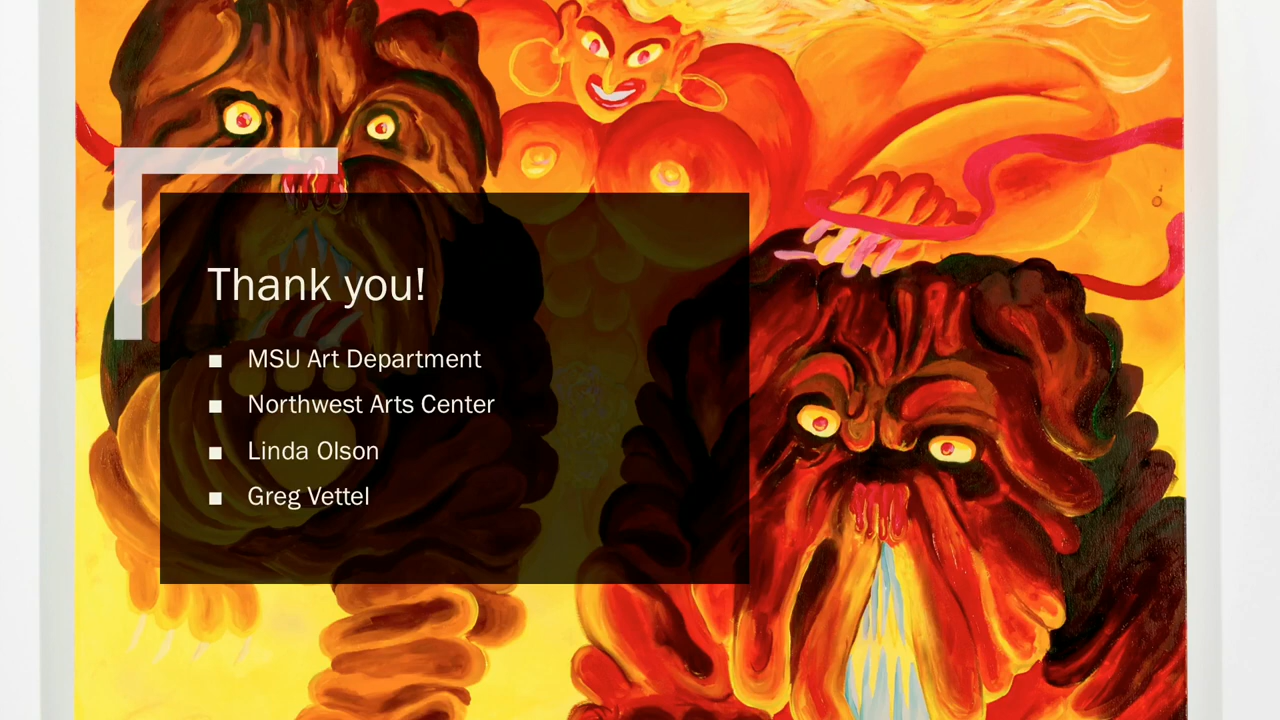 Thank you!
MSU Art Department
Northwest Arts Center
Linda Olson
Greg Vettel